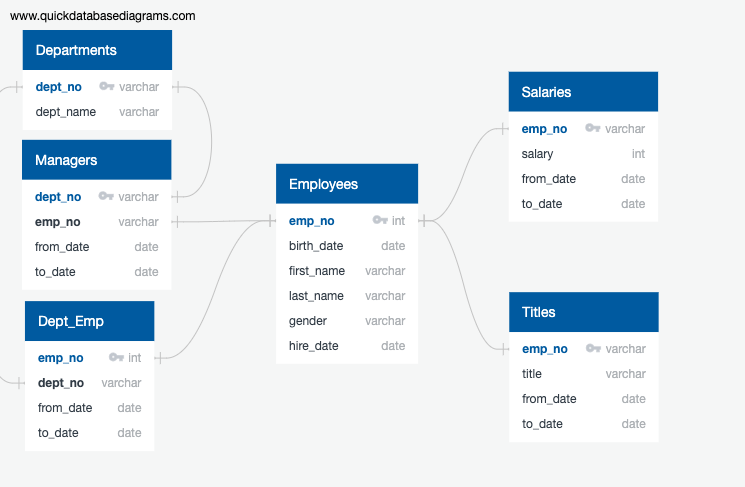 www.quickdatabasediagrams.com
Departments
dept_no varchar
dept_name varchar
Managers
dept_no varchar
emp_no varchar
from_date date
to_date date
Dept_Emp
emp_no int
dept_no varchar
from_date date
to_date date
Employees
emp_no int
birth_date date
first_name varchar
last_name varchar
gender varchar
hire_date date
Salaries
emp_no varchar
salary int
from_date date
to_date date
Titles
emp_no varchar
title varchar
from_date date
to_date date